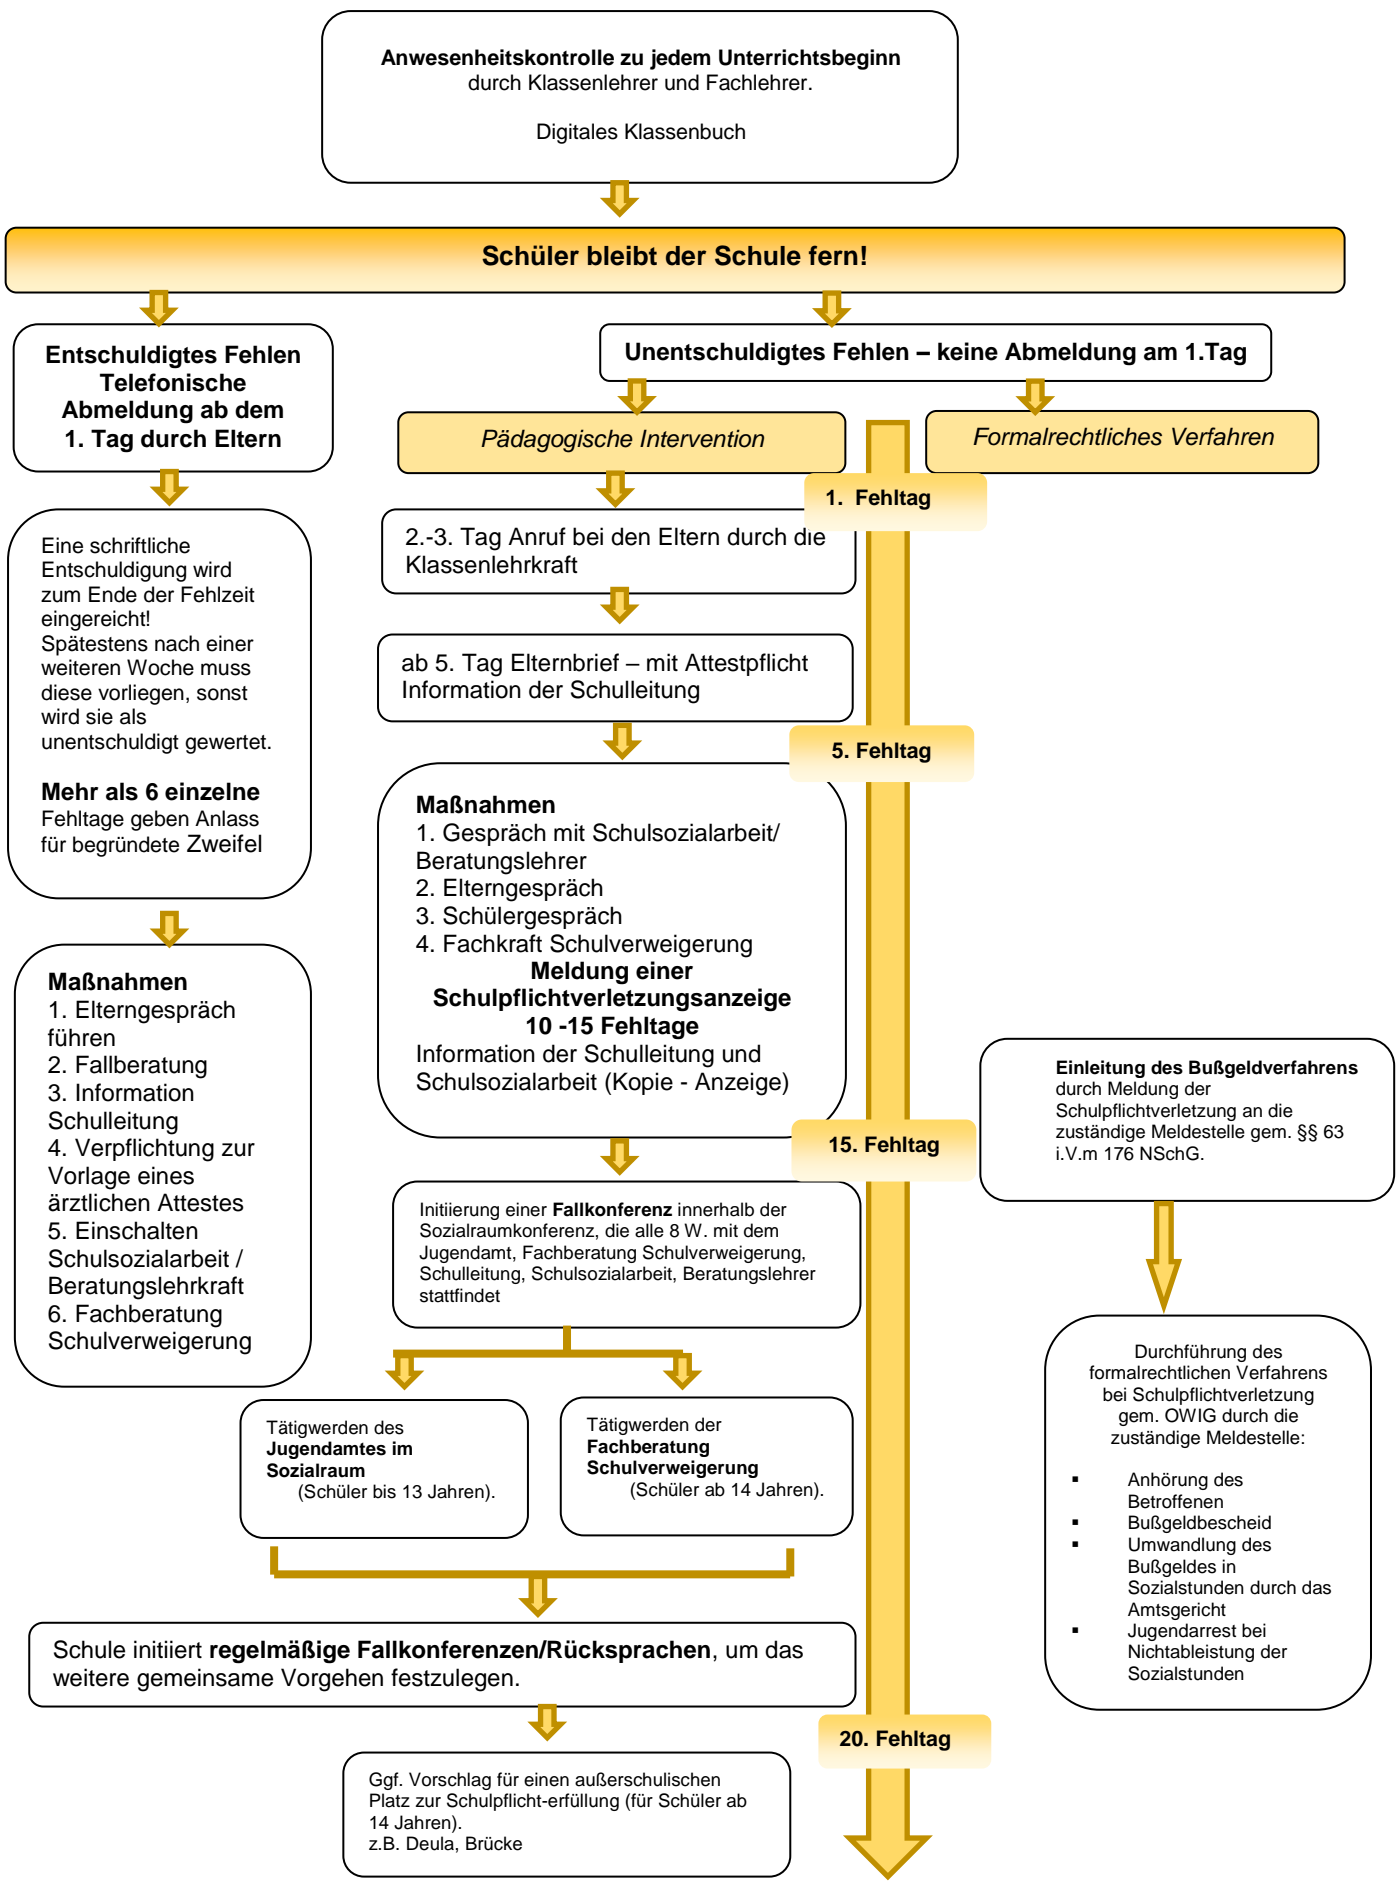 Anwesenheitskontrolle zu jedem Unterrichtsbeginn
durch Klassenlehrer und Fachlehrer.
Digitales Klassenbuch
Schüler bleibt der Schule fern!
Entschuldigtes Fehlen
Telefonische
Abmeldung ab dem
1. Tag durch Eltern
Eine schriftliche
Entschuldigung wird
zum Ende der Fehlzeit
eingereicht!
Spätestens nach einer
weiteren Woche muss
diese vorliegen, sonst
wird sie als
unentschuldigt gewertet.
Mehr als 6 einzelne
Fehltage geben Anlass
für begründete Zweifel
Maßnahmen
1. Elterngespräch
führen
2. Fallberatung
3. Information
Schulleitung
4. Verpflichtung zur
Vorlage eines
ärztlichen Attestes
5. Einschalten
Schulsozialarbeit /
Beratungslehrkraft
6. Fachberatung
Schulverweigerung
Unentschuldigtes Fehlen – keine Abmeldung am 1.Tag
Pädagogische Intervention
2.-3. Tag Anruf bei den Eltern durch die
Klassenlehrkraft
ab 5. Tag Elternbrief – mit Attestpflicht
Information der Schulleitung
Maßnahmen
1. Gespräch mit Schulsozialarbeit/
Beratungslehrer
2. Elterngespräch
3. Schülergespräch
4. Fachkraft Schulverweigerung
Meldung einer
Schulpflichtverletzungsanzeige
10 -15 Fehltage
Information der Schulleitung und
Schulsozialarbeit (Kopie - Anzeige)
Initiierung einer Fallkonferenz innerhalb der
Sozialraumkonferenz, die alle 8 W. mit dem
Jugendamt, Fachberatung Schulverweigerung,
Schulleitung, Schulsozialarbeit, Beratungslehrer
stattfindet
Tätigwerden des
Jugendamtes im
Sozialraum
(Schüler bis 13 Jahren).
Tätigwerden der
Fachberatung
Schulverweigerung
(Schüler ab 14 Jahren).
Schule initiiert regelmäßige Fallkonferenzen/Rücksprachen, um das
weitere gemeinsame Vorgehen festzulegen.
Ggf. Vorschlag für einen außerschulischen
Platz zur Schulpflicht-erfüllung (für Schüler ab
14 Jahren).
z.B. Deula, Brücke
1. Fehltag
5. Fehltag
15. Fehltag
20. Fehltag
Formalrechtliches Verfahren
Einleitung des Bußgeldverfahrens
durch Meldung der
Schulpflichtverletzung an die
zuständige Meldestelle gem. §§ 63
i.V.m 176 NSchG.
Durchführung des
formalrechtlichen Verfahrens
bei Schulpflichtverletzung
gem. OWIG durch die
zuständige Meldestelle:
▪ Anhörung des
Betroffenen
▪ Bußgeldbescheid
▪ Umwandlung des
Bußgeldes in
Sozialstunden durch das
Amtsgericht
▪ Jugendarrest bei
Nichtableistung der
Sozialstunden